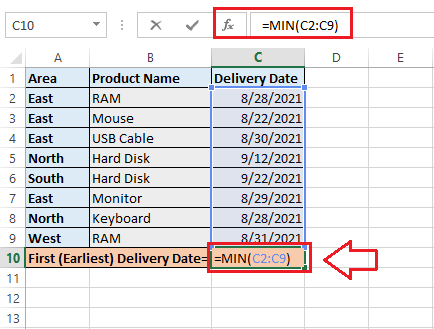 C10 fx =MIN(C2:C9)
A B C D E
1 Area Product Name Delivery Date
2 East RAM 8/28/2021
3 East Mouse 8/22/2021
4 East USB Cable 8/30/2021
5 North Hard Disk 9/12/2021
6 South Hard Disk 9/22/2021
7 East Monitor 8/29/2021
8 North Keyboard 8/28/2021
9 West RAM 8/31/2021
10 First (Earliest) Delivery Date= =MIN(C2:C9)
11
12
13